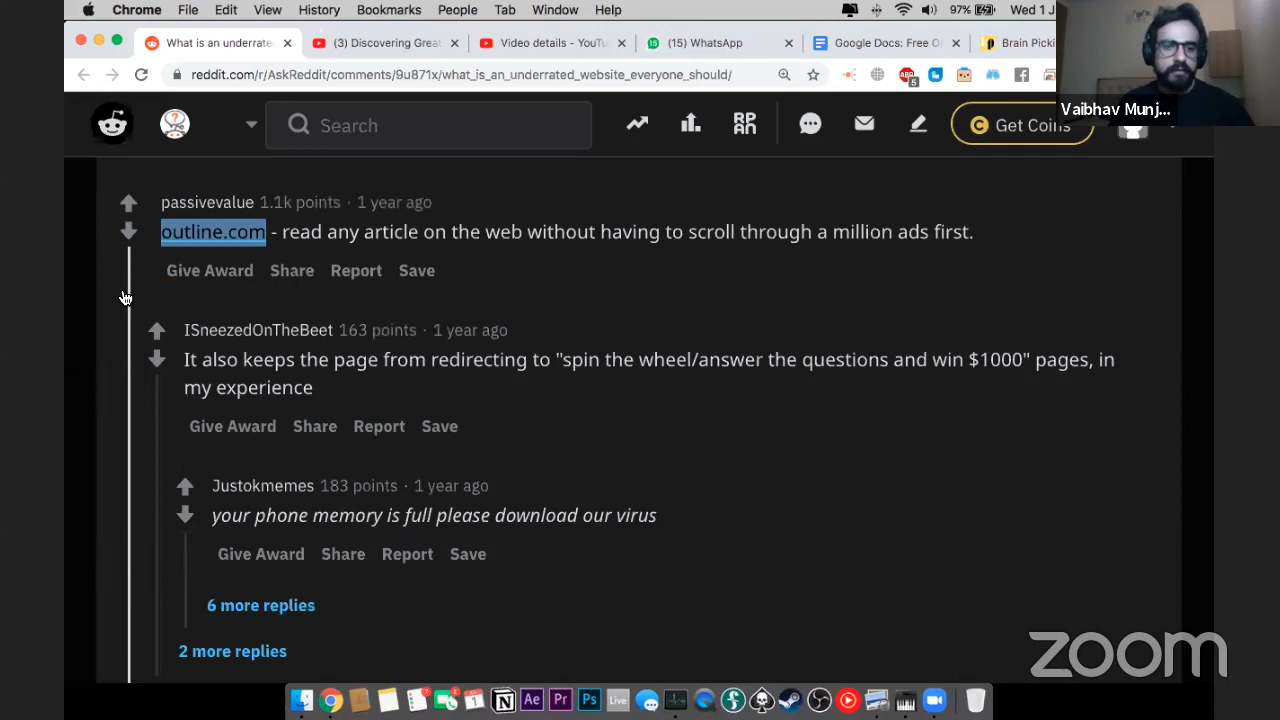 Chrome File Edit View History Bookmarks People Tab Window Help 97% Wed 1 J
What is an underrate (3) Discovering Grea Video details - YouTu (15) WhatsApp Google Docs: Free O Brain Picki
reddit.com/r/AskReddit/comments/9u871x/what_is_an_underrated_website_everyone_should/
Vaibhav Munj...
Search
Get Coins
passivevalue 1.1k points · 1 year ago
outline.com - read any article on the web without having to scroll through a million ads first.
Give Award Share Report Save
ISneezedOnTheBeet 163 points · 1 year ago
It also keeps the page from redirecting to "spin the wheel/answer the questions and win $1000" pages, in
my experience
Give Award Share Report Save
Justokmemes 183 points · 1 year ago
your phone memory is full please download our virus
Give Award Share Report Save
6 more replies
2 more replies
zoom
Ae Pr Ps Live